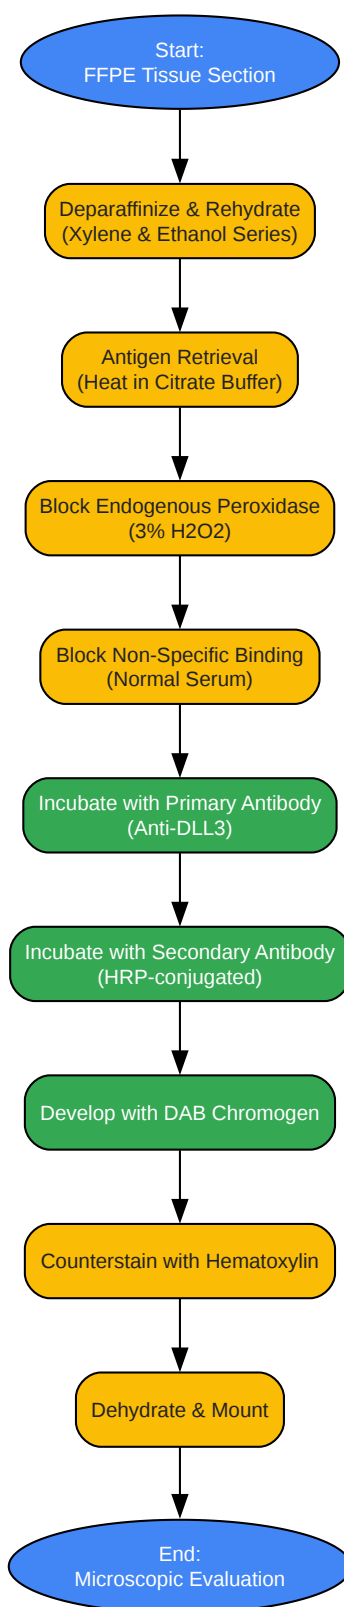 Start:
FFPE Tissue Section
Deparaffinize & Rehydrate
(Xylene & Ethanol Series)
Antigen Retrieval
(Heat in Citrate Buffer)
Block Endogenous Peroxidase
(3% H2O2)
Block Non-Specific Binding
(Normal Serum)
Incubate with Primary Antibody
(Anti-DLL3)
Incubate with Secondary Antibody
(HRP-conjugated)
Develop with DAB Chromogen
Counterstain with Hematoxylin
Dehydrate & Mount
End:
Microscopic Evaluation